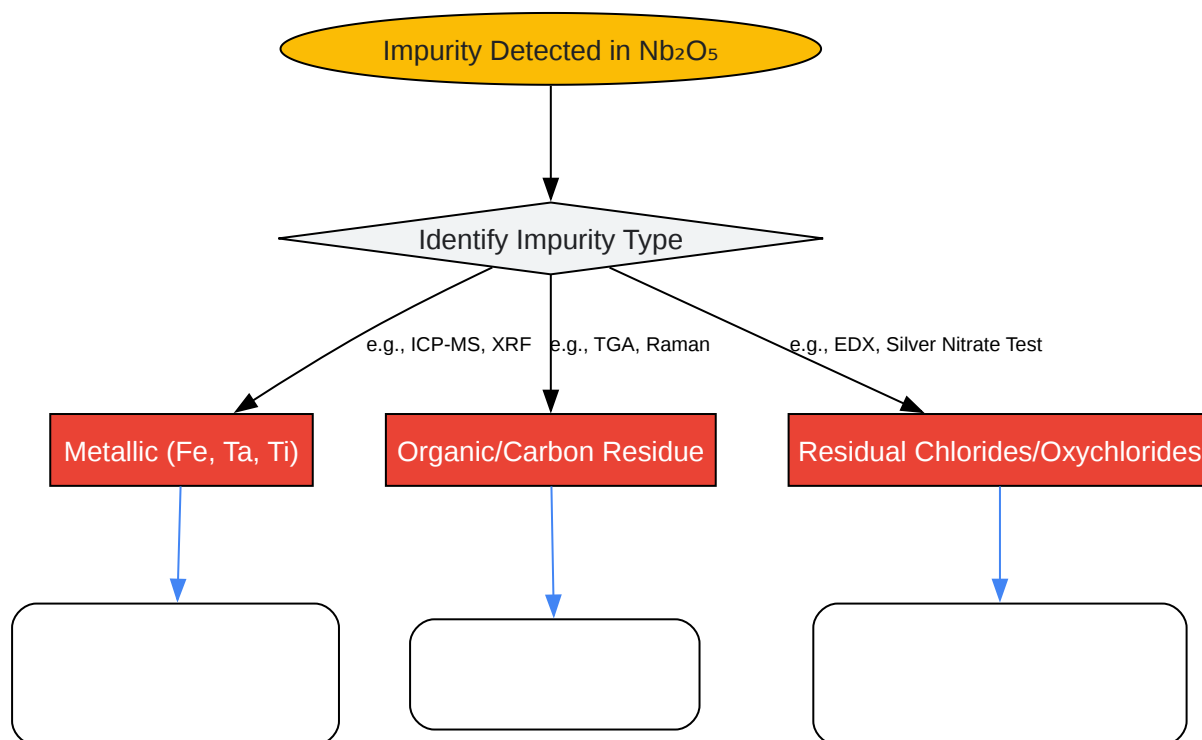 Impurity Detected in Nb₂O₅
Identify Impurity Type
e.g., ICP-MS, XRF
e.g., TGA, Raman
e.g., EDX, Silver Nitrate Test
Metallic (Fe, Ta, Ti)
Organic/Carbon Residue
Residual Chlorides/Oxychlorides